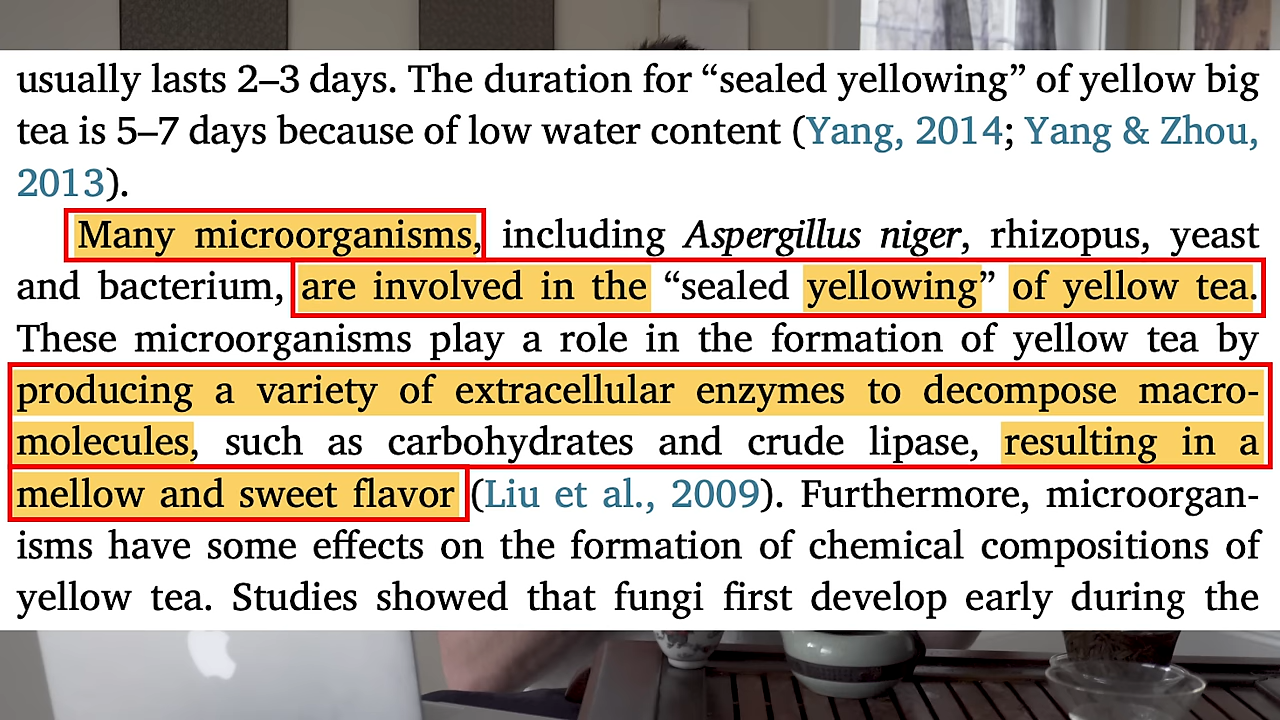 usually lasts 2–3 days. The duration for “sealed yellowing” of yellow big
tea is 5–7 days because of low water content (Yang, 2014; Yang & Zhou,
2013).
Many microorganisms, including Aspergillus niger, rhizopus, yeast
and bacterium, are involved in the “sealed yellowing” of yellow tea.
These microorganisms play a role in the formation of yellow tea by
producing a variety of extracellular enzymes to decompose macro-
molecules, such as carbohydrates and crude lipase, resulting in a
mellow and sweet flavor (Liu et al., 2009). Furthermore, microorgan-
isms have some effects on the formation of chemical compositions of
yellow tea. Studies showed that fungi first develop early during the